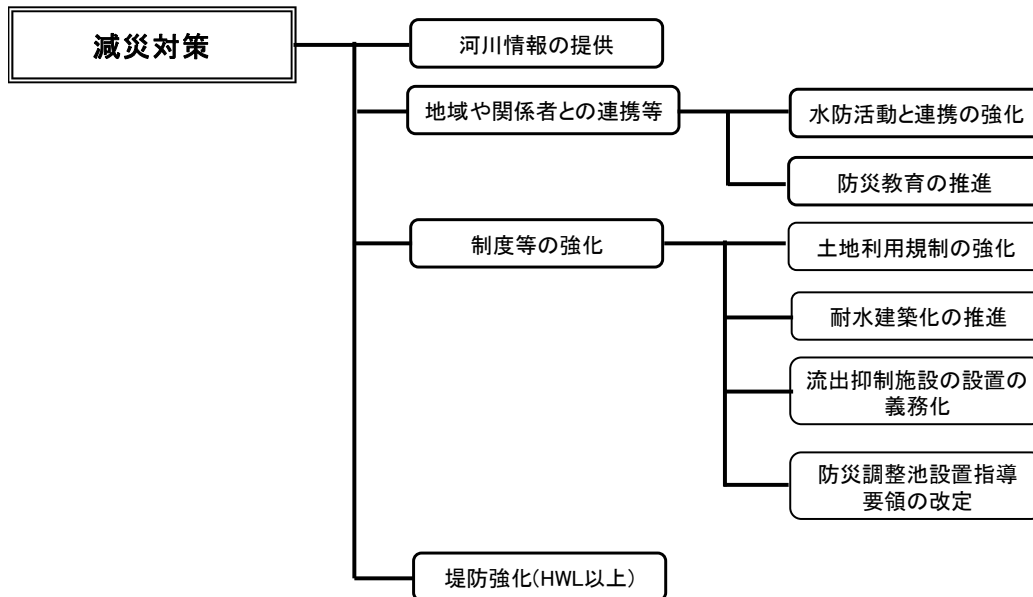 減災対策
河川情報の提供
地域や関係者との連携等
水防活動と連携の強化
防災教育の推進
制度等の強化
土地利用規制の強化
耐水建築化の推進
流出抑制施設の設置の
義務化
防災調整池設置指導
要領の改定
堤防強化(HWL以上)